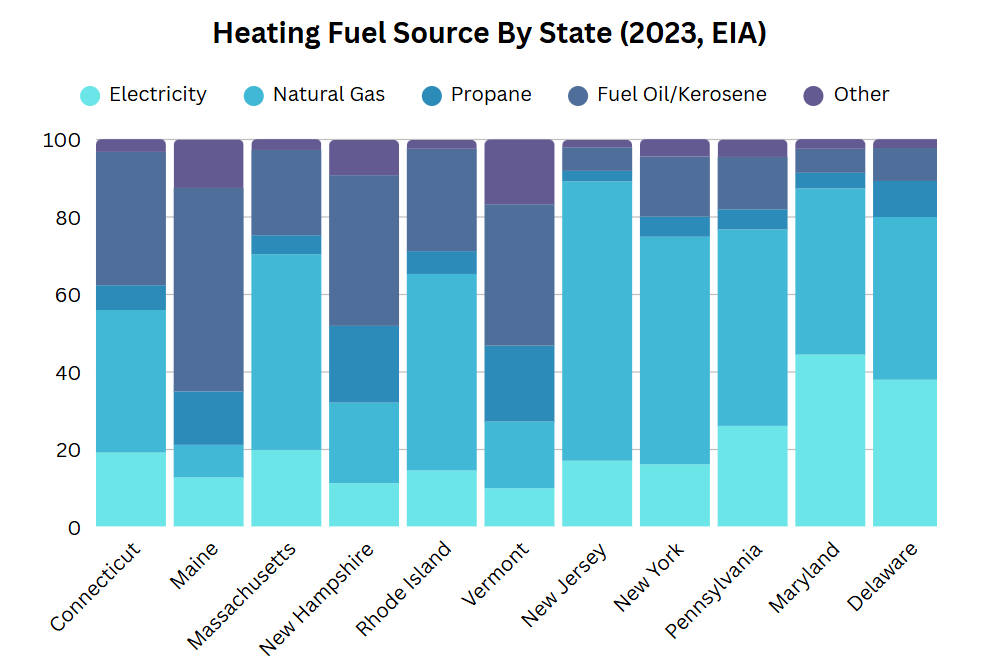 Heating Fuel Source By State (2023, EIA)
Electricity Natural Gas Propane Fuel Oil/Kerosene Other
100
80
60
40
20
0
Connecticut
Maine
Massachusetts
New Hampshire
Rhode Island
Vermont
New Jersey
New York
Pennsylvania
Maryland
Delaware